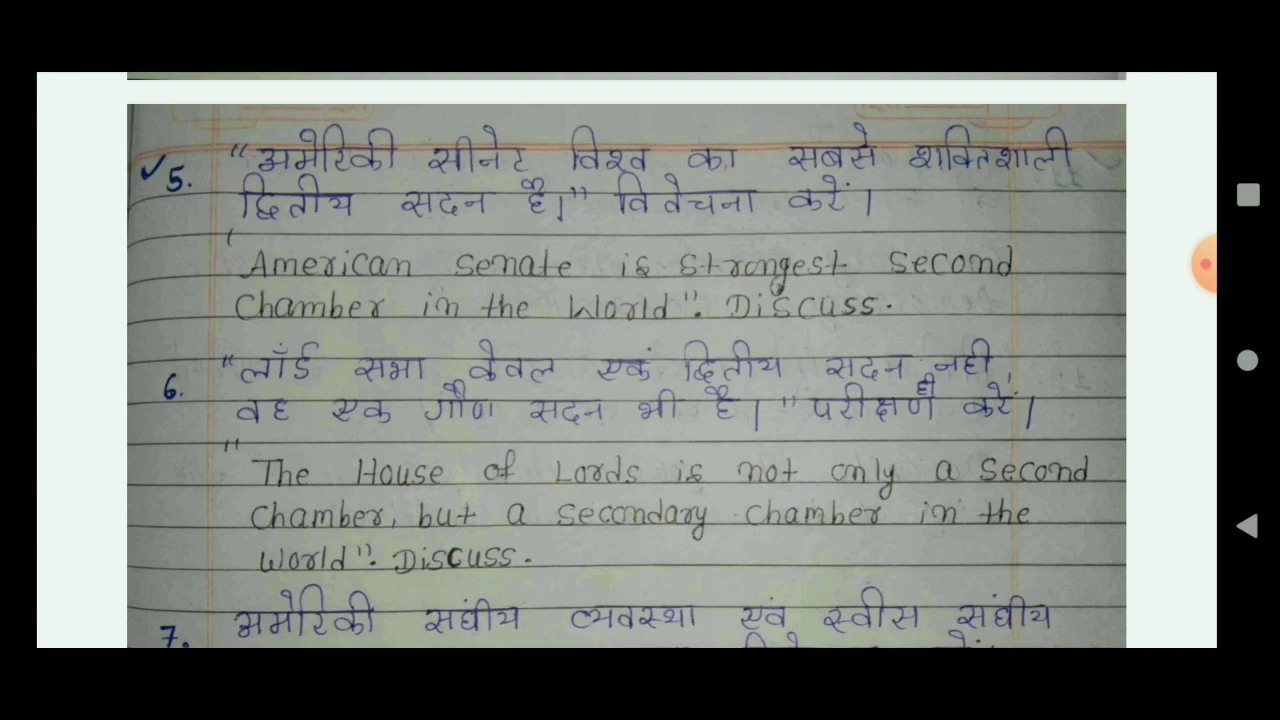 5. "अमेरिकी सीनेट विश्व का सबसे शक्तिशाली
द्वितीय सदन है।" विवेचना करें।
"American Senate is Strongest Second
Chamber in the World". Discuss.
6. "लॉर्ड सभा केवल एकं द्वितीय सदन नही,
वह एक गौण सदन भी है।" परीक्षण करें।
"The House of Lords is not only a Second
Chamber, but a Secondary Chamber in the
World". Discuss.
7. अमेरिकी संघीय व्यवस्था एवं स्वीस संघीय